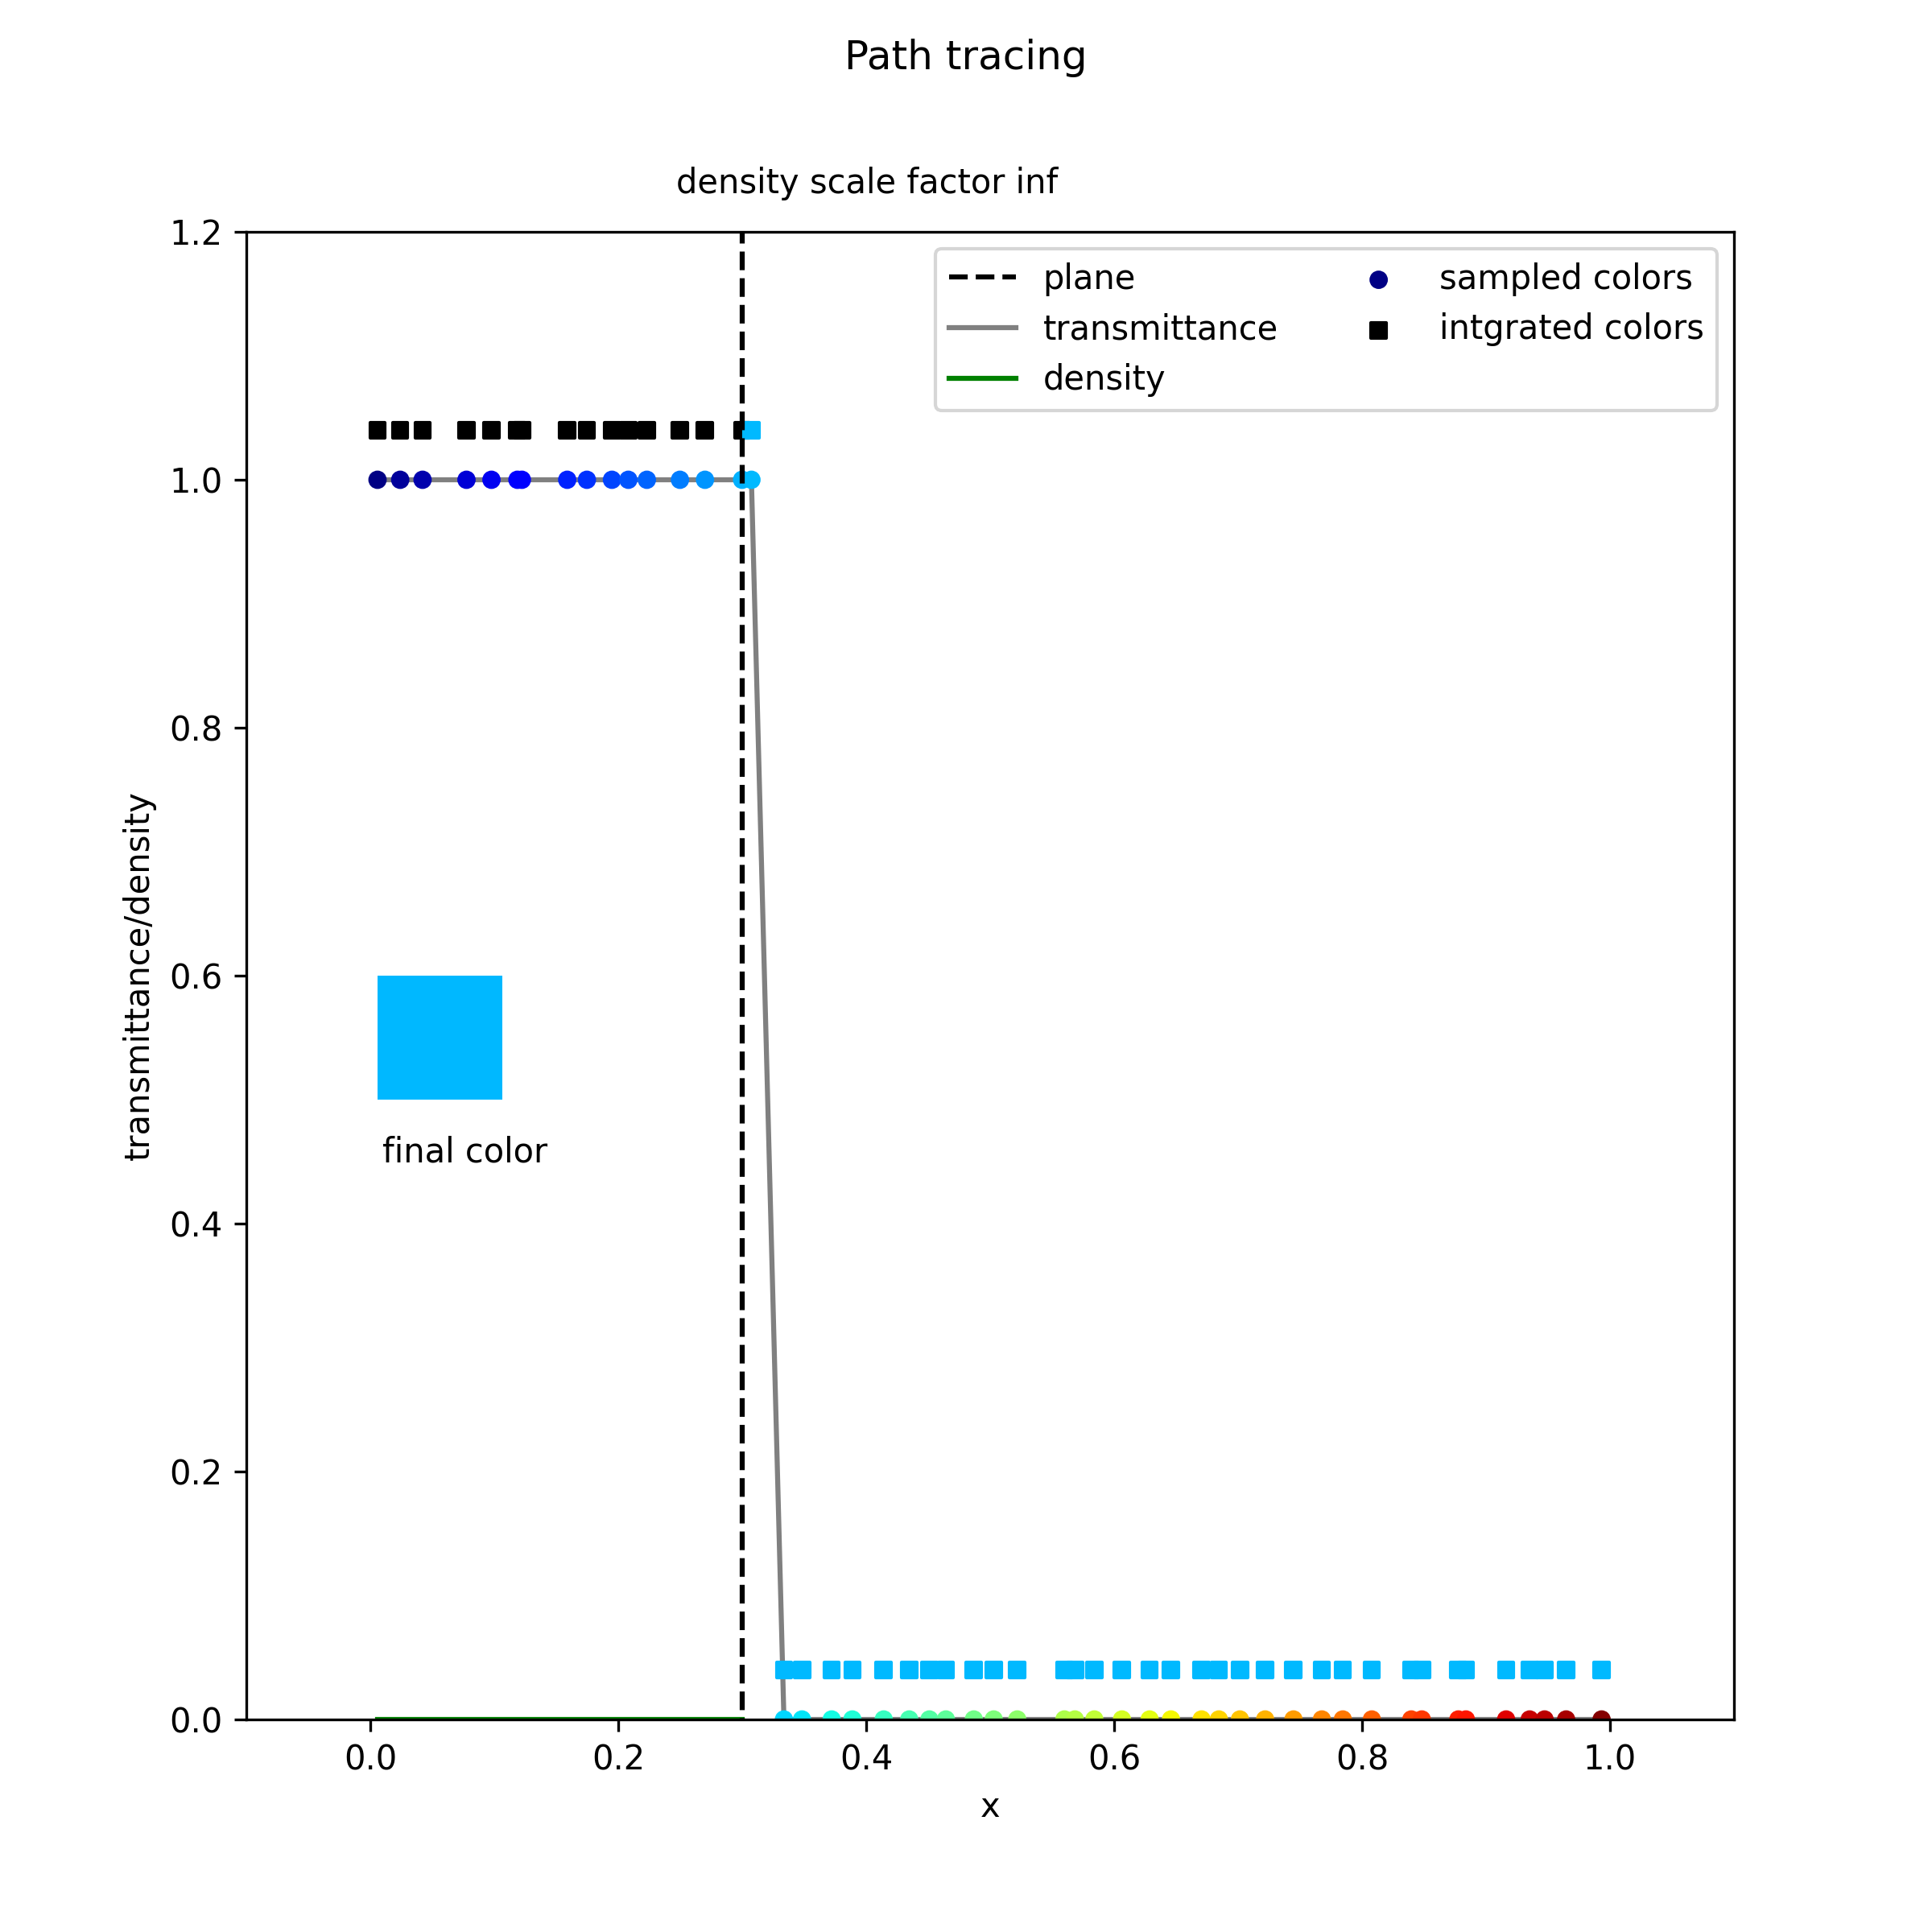 Path tracing
density scale factor inf
1.2
1.0
0.8
0.6
0.4
0.2
0.0
transmittance/density
plane
transmittance
density
sampled colors
intgrated colors
final color
0.0 0.2 0.4 0.6 0.8 1.0
x